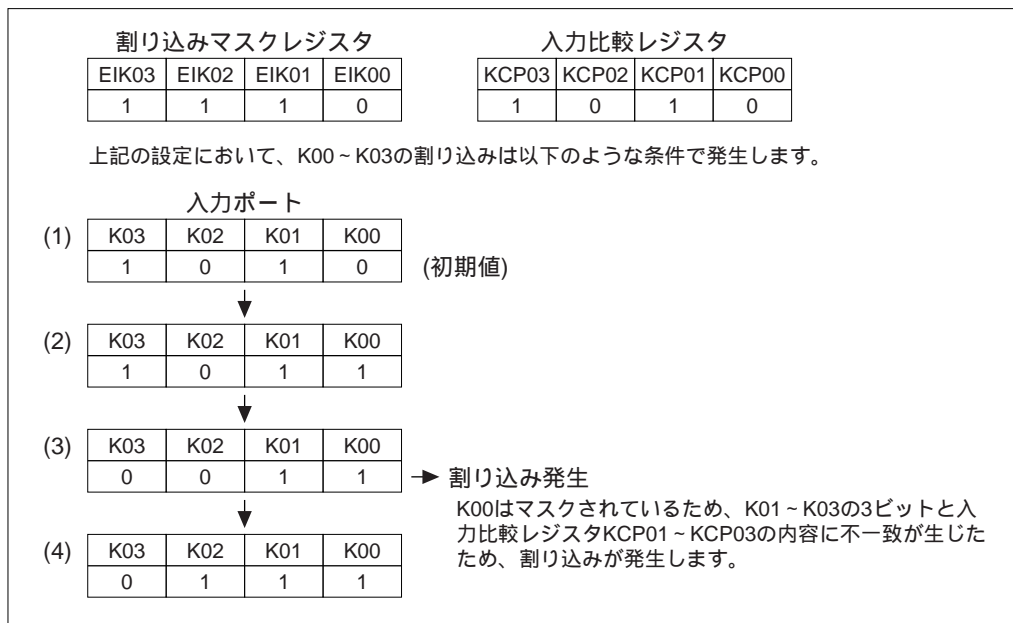 割り込みマスクレジスタ
EIK03 EIK02 EIK01 EIK00
1 1 1 0
入力比較レジスタ
KCP03 KCP02 KCP01 KCP00
1 0 1 0
上記の設定において、K00~K03の割り込みは以下のような条件で発生します。
入力ポート
(1) K03 K02 K01 K00
1 0 1 0 (初期値)
(2) K03 K02 K01 K00
1 0 1 1
(3) K03 K02 K01 K00
0 0 1 1 割り込み発生
K00はマスクされているため、K01~K03の3ビットと入
力比較レジスタKCP01~KCP03の内容に不一致が生じた
ため、割り込みが発生します。
(4) K03 K02 K01 K00
0 1 1 1